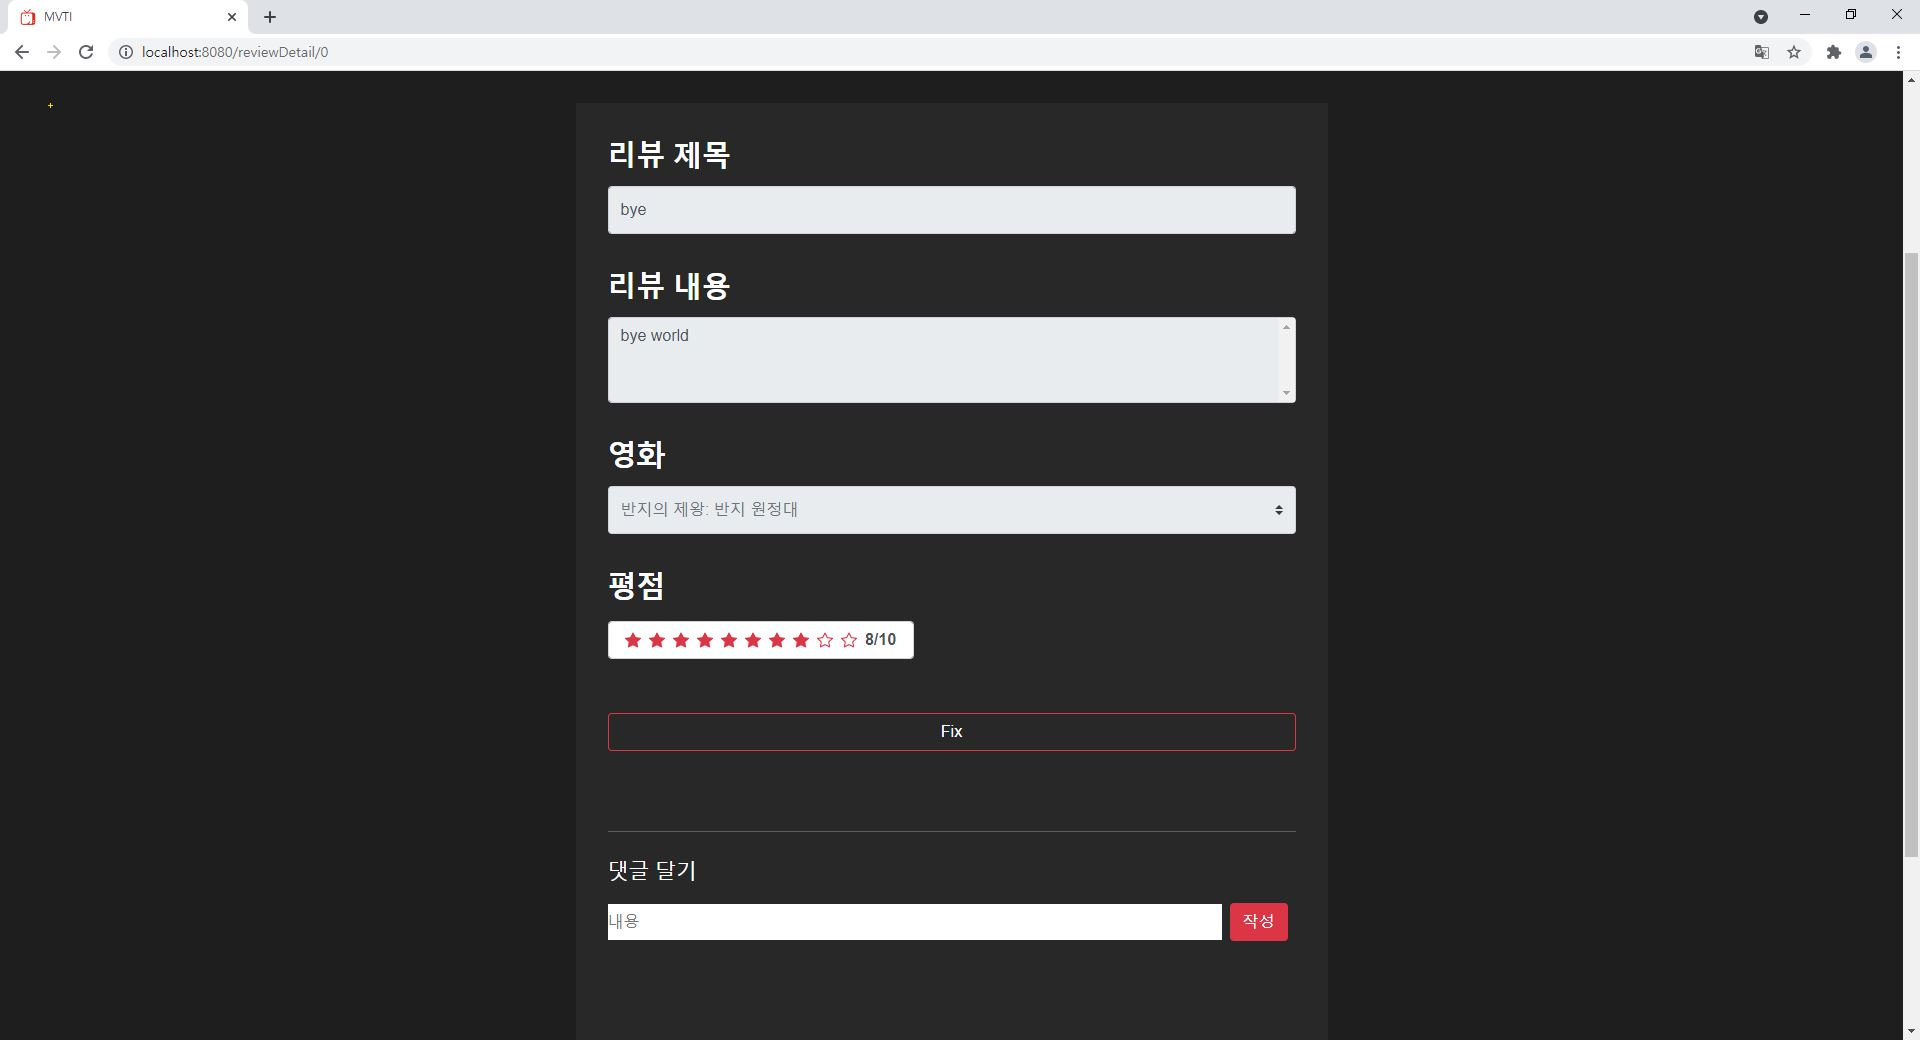 MVTI
localhost:8080/reviewDetail/0
리뷰 제목
bye
리뷰 내용
bye world
영화
반지의 제왕: 반지 원정대
평점
8/10
Fix
댓글 달기
내용
작성